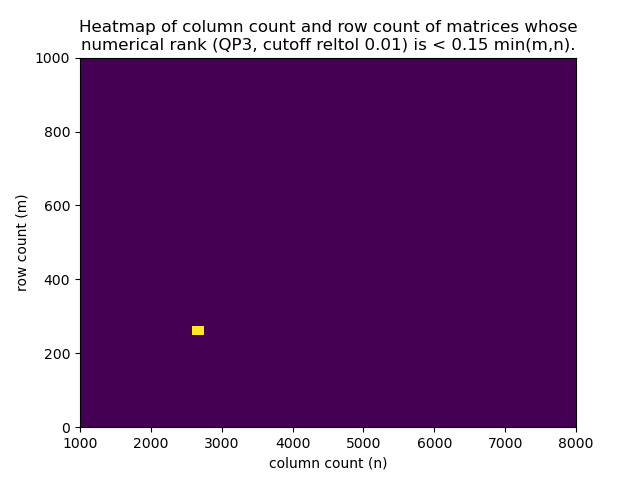 Heatmap of column count and row count of matrices whose
numerical rank (QP3, cutoff reltol 0.01) is < 0.15 min(m,n).
1000
800
600
400
200
0
row count (m)
1000 2000 3000 4000 5000 6000 7000 8000
column count (n)